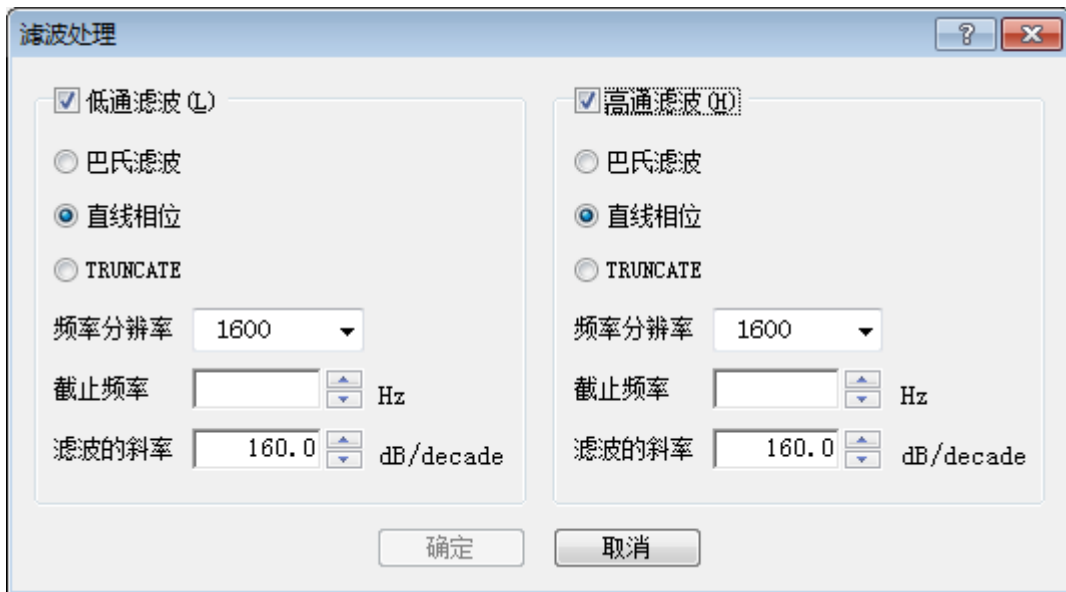 滤波处理
低通滤波(L)
巴氏滤波
直线相位
TRUNCATE
频率分辨率 1600
截止频率 Hz
滤波的斜率 160.0 dB/decade
高通滤波(H)
巴氏滤波
直线相位
TRUNCATE
频率分辨率 1600
截止频率 Hz
滤波的斜率 160.0 dB/decade
确定 取消